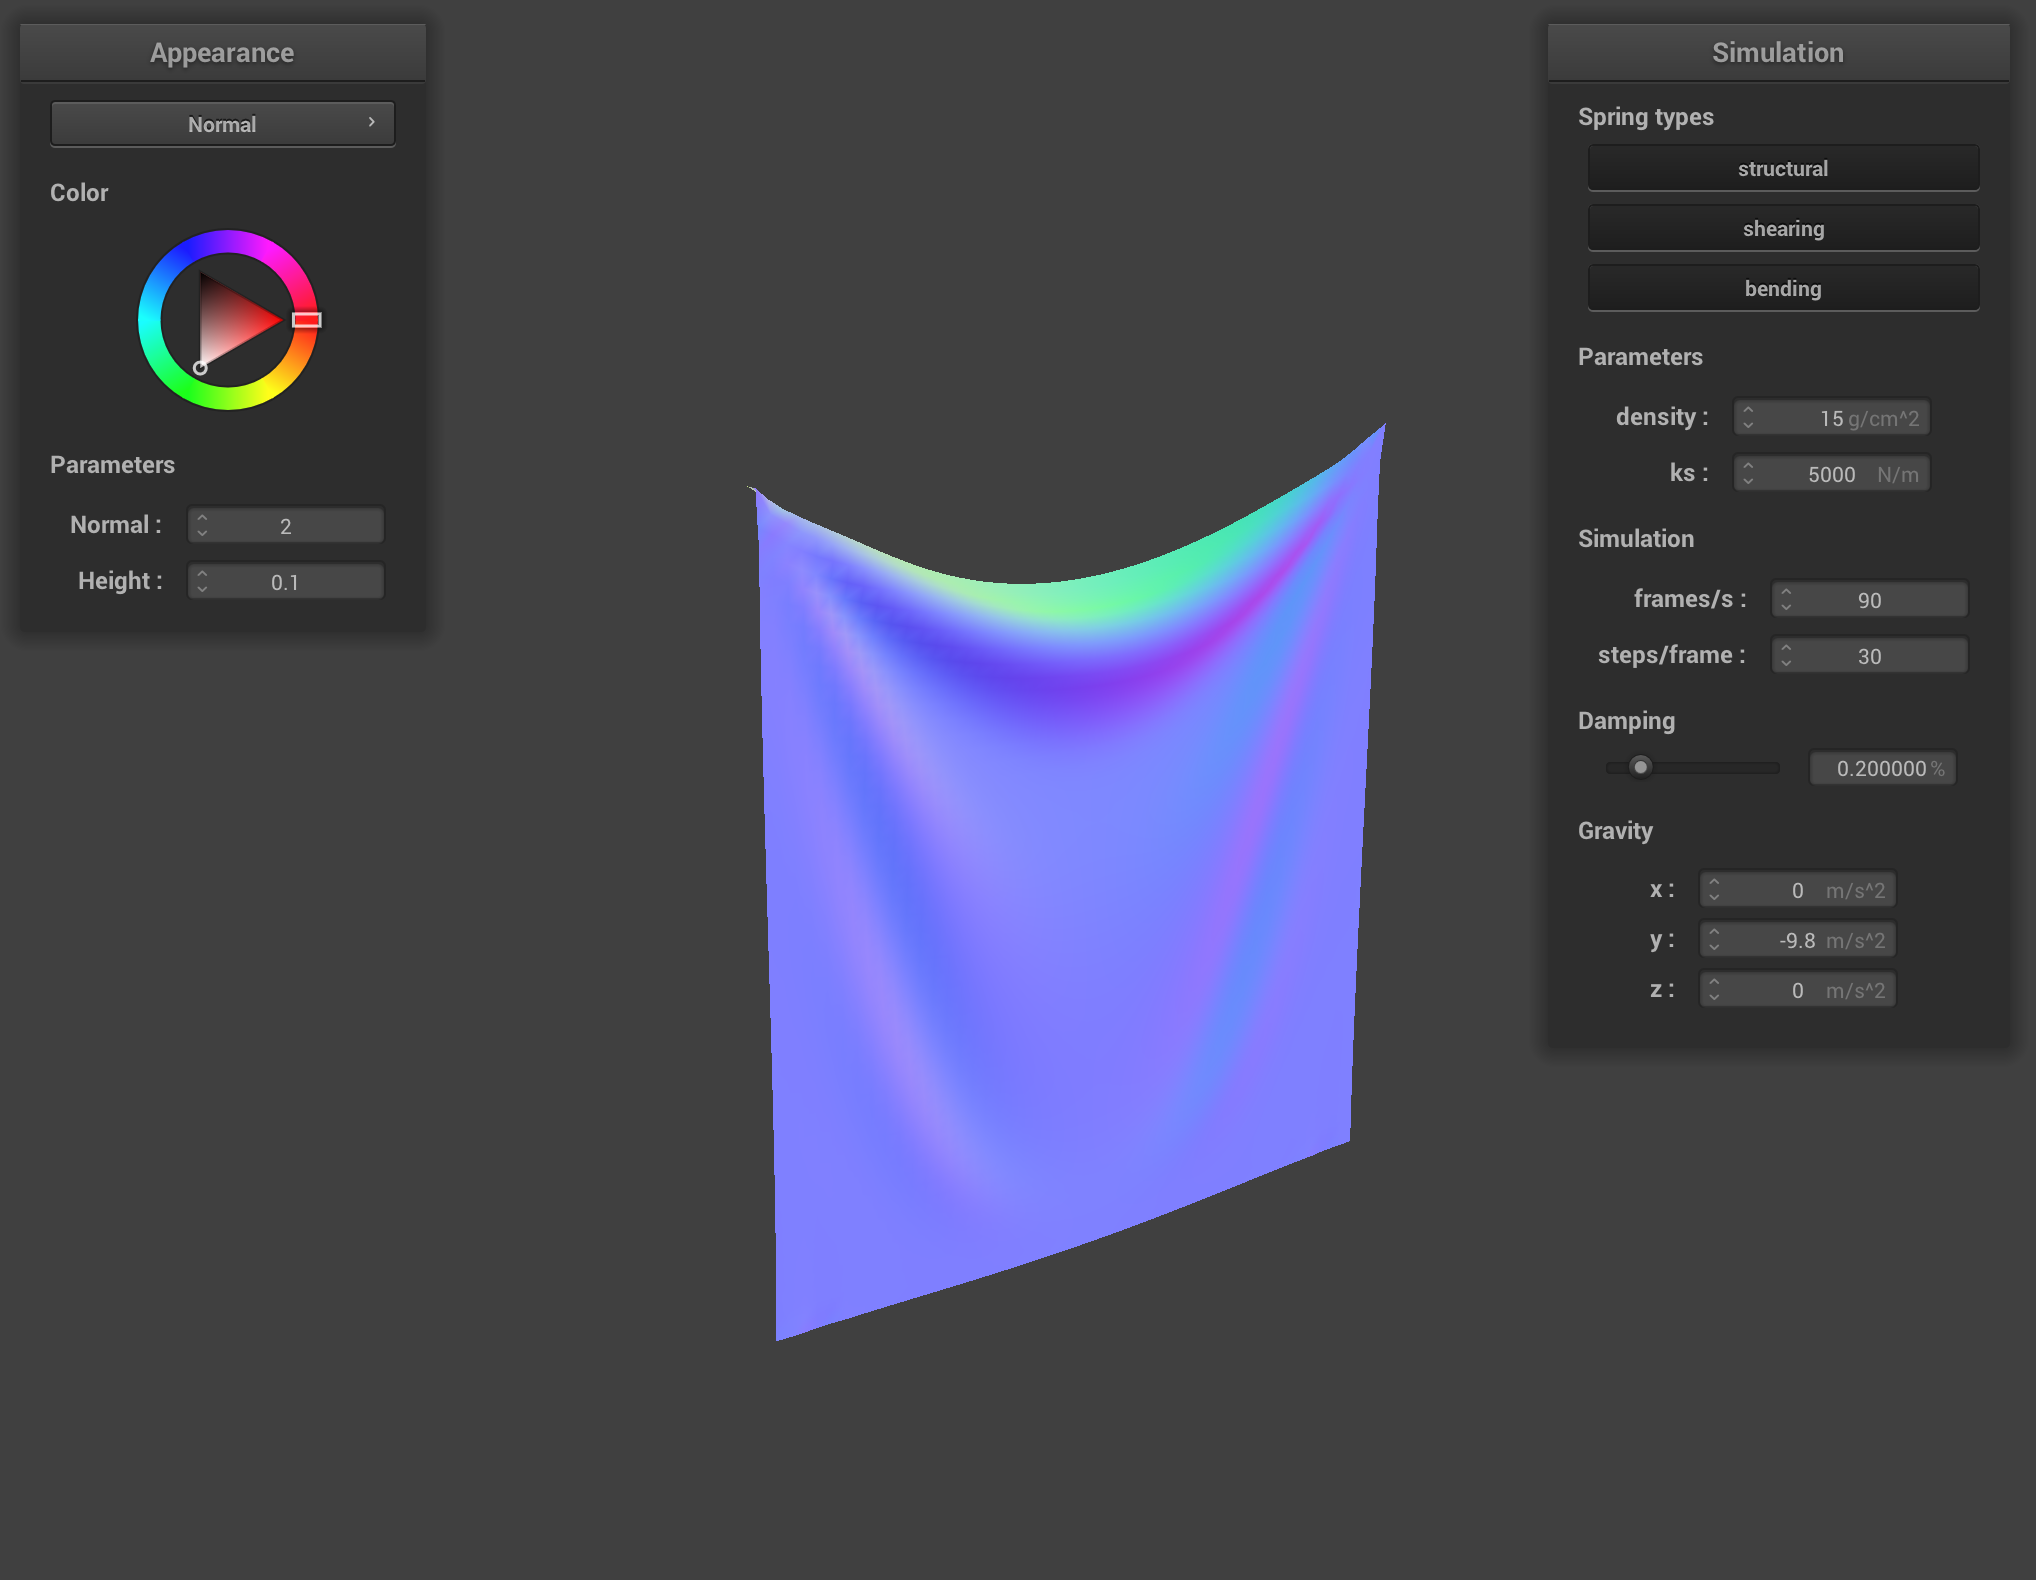 Appearance
Normal
Color
Parameters
Normal : 2
Height : 0.1
Simulation
Spring types
structural
shearing
bending
Parameters
density : 15 g/cm^2
ks : 5000 N/m
Simulation
frames/s : 90
steps/frame : 30
Damping
0.200000 %
Gravity
x : 0 m/s^2
y : -9.8 m/s^2
z : 0 m/s^2